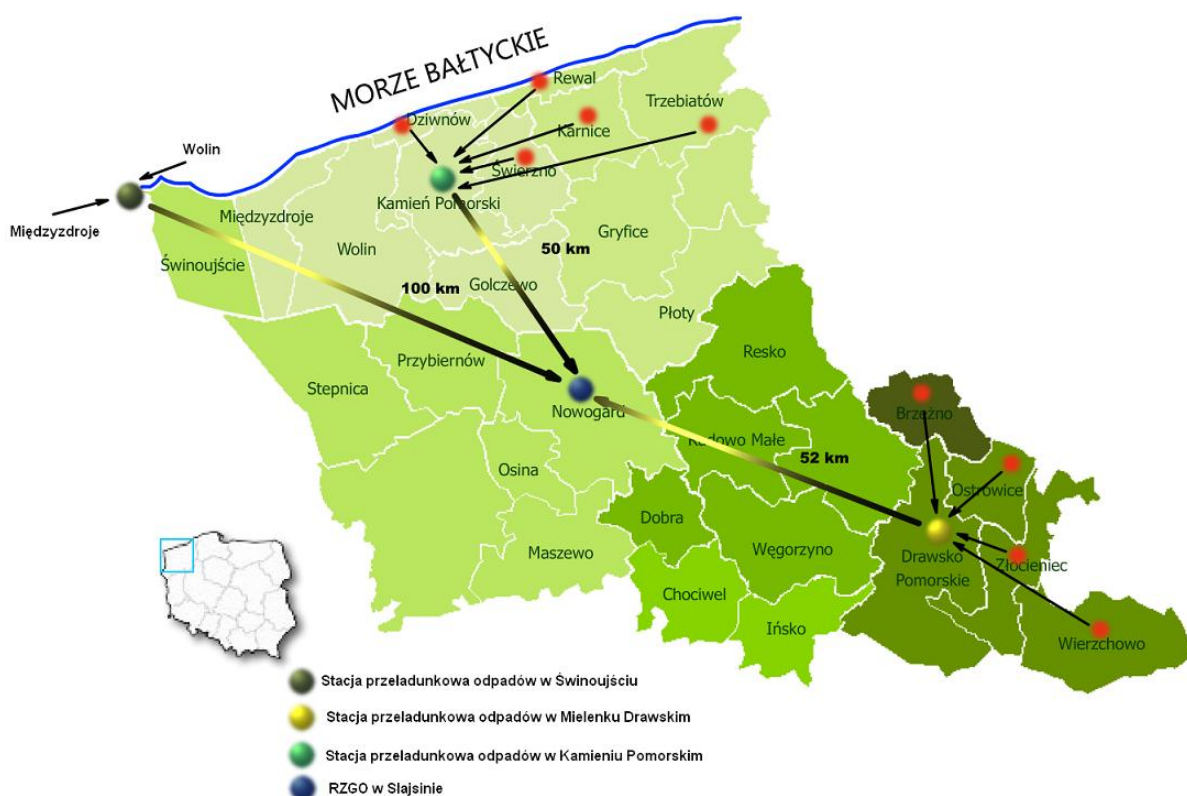 MORZE BAŁTYCKIE
Rewal
Trzebiatów
Dziwnów
Karnice
Wolin
Świerzno
Kamień Pomorski
Międzyzdroje
Międzyzdroje
Gryfice
Wolin
50 km
Świnoujście
100 km
Golczewo
Płoty
Resko
Przybiernów
Stepnica
Nowogard
Brzeżno
Radowo Małe
52 km
Osina
Ostrowice
Dobra
Węgorzyno
Maszewo
Drawsko
Pomorskie
Złocieniec
Chociwel
Ińsko
Wierzchowo
Stacja przeładunkowa odpadów w Świnoujściu
Stacja przeładunkowa odpadów w Mielenku Drawskim
Stacja przeładunkowa odpadów w Kamieniu Pomorskim
RZGO w Słajsinie